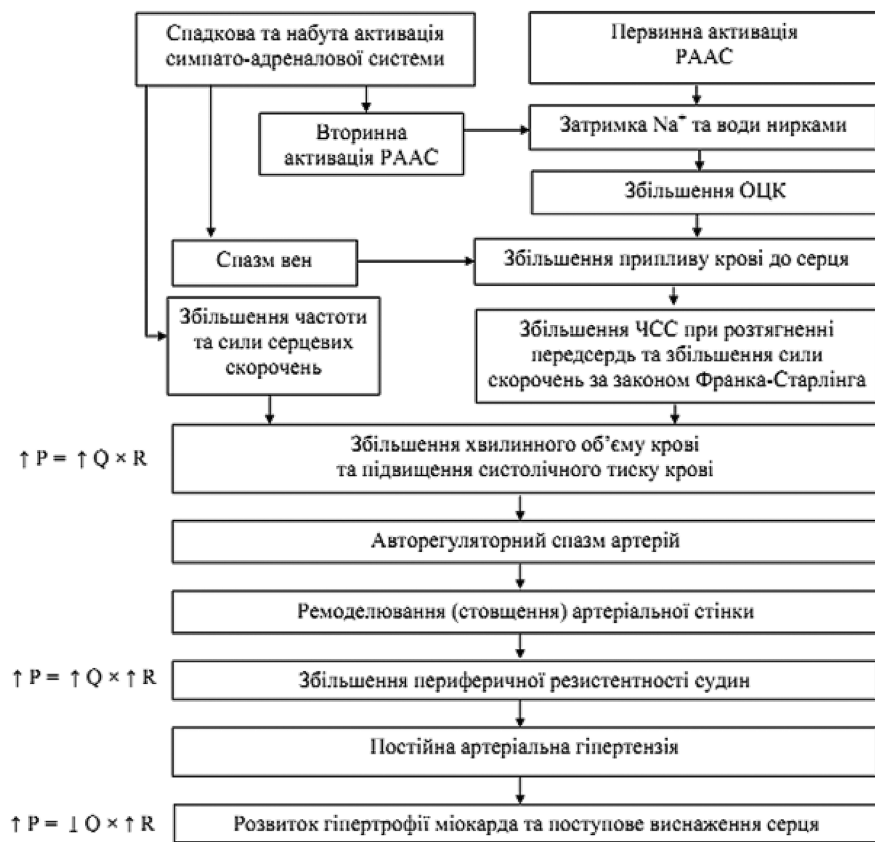 Спадкова та набута активація
симпато-адреналової системи
Первинна активація
РААС
Вторинна
активація РААС
Затримка Na⁺ та води нирками
Збільшення ОЦК
Спазм вен
Збільшення припливу крові до серця
Збільшення частоти
та сили серцевих
скорочень
Збільшення ЧСС при розтягненні
передсердь та збільшення сили
скорочень за законом Франка-Старлінга
↑ P = ↑ Q × R
Збільшення хвилинного об’єму крові
та підвищення систолічного тиску крові
Авторегуляторний спазм артерій
Ремоделювання (стовщення) артеріальної стінки
↑ P = ↑ Q × ↑ R
Збільшення периферичної резистентності судин
Постійна артеріальна гіпертензія
↑ P = ⊥ Q × ↑ R
Розвиток гіпертрофії міокарда та поступове виснаження серця